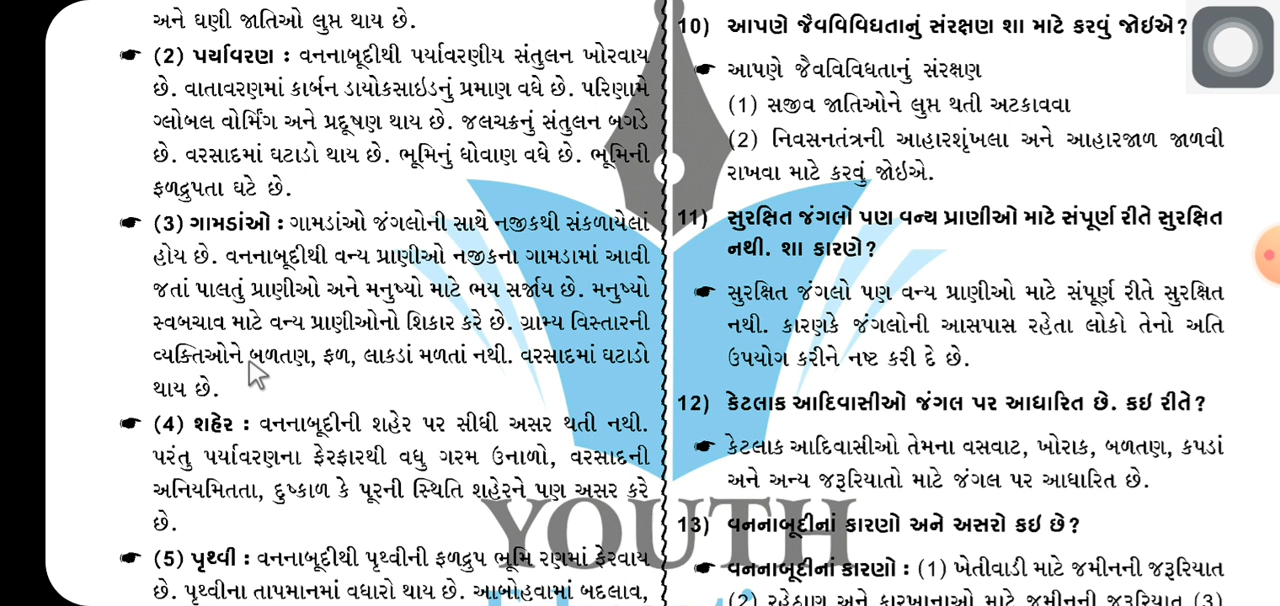 અને ઘણી જાતિઓ લુપ્ત થાય છે.
(2) પર્યાવરણ : વનનાબૂદીથી પર્યાવરણીય સંતુલન ખોરવાય
છે. વાતાવરણમાં કાર્બન ડાયોક્સાઇડનું પ્રમાણ વધે છે. પરિણામે
ગ્લોબલ વોર્મિંગ અને પ્રદૂષણ થાય છે. જલચક્રનું સંતુલન બગડે
છે. વરસાદમાં ઘટાડો થાય છે. ભૂમિનું ધોવાણ વધે છે. ભૂમિની
ફળદ્રુપતા ઘટે છે.
(3) ગામડાંઓ : ગામડાંઓ જંગલોની સાથે નજીકથી સંકળાયેલાં
હોય છે. વનનાબૂદીથી વન્ય પ્રાણીઓ નજીકના ગામડામાં આવી
જતાં પાલતું પ્રાણીઓ અને મનુષ્યો માટે ભય સર્જાય છે. મનુષ્યો
સ્વબચાવ માટે વન્ય પ્રાણીઓનો શિકાર કરે છે. ગ્રામ્ય વિસ્તારની
વ્યક્તિઓને બળતણ, ફળ, લાકડાં મળતાં નથી. વરસાદમાં ઘટાડો
થાય છે.
(4) શહેર : વનનાબૂદીની શહેર પર સીધી અસર થતી નથી.
પરંતુ પર્યાવરણના ફેરફારથી વધુ ગરમ ઉનાળો, વરસાદની
અનિયમિતતા, દુષ્કાળ કે પૂરની સ્થિતિ શહેરને પણ અસર કરે
છે.
(5) પૃથ્વી : વનનાબૂદીથી પૃથ્વીની ફળદ્રુપ ભૂમિ રણમાં ફેરવાય
છે. પૃથ્વીના તાપમાનમાં વધારો થાય છે. આબોહવામાં બદલાવ,
10) આપણે જૈવવિવિધતાનું સંરક્ષણ શા માટે કરવું જોઇએ?
આપણે જૈવવિવિધતાનું સંરક્ષણ
(1) સજીવ જાતિઓને લુપ્ત થતી અટકાવવા
(2) નિવસનતંત્રની આહારશૃંખલા અને આહારજાળ જાળવી
રાખવા માટે કરવું જોઇએ.
11) સુરક્ષિત જંગલો પણ વન્ય પ્રાણીઓ માટે સંપૂર્ણ રીતે સુરક્ષિત
નથી. શા કારણે?
સુરક્ષિત જંગલો પણ વન્ય પ્રાણીઓ માટે સંપૂર્ણ રીતે સુરક્ષિત
નથી. કારણકે જંગલોની આસપાસ રહેતા લોકો તેનો અતિ
ઉપયોગ કરીને નષ્ટ કરી દે છે.
12) કેટલાક આદિવાસીઓ જંગલ પર આધારિત છે. કઇ રીતે?
કેટલાક આદિવાસીઓ તેમના વસવાટ, ખોરાક, બળતણ, કપડાં
અને અન્ય જરૂરિયાતો માટે જંગલ પર આધારિત છે.
13) વનનાબૂદીનાં કારણો અને અસરો કઇ છે?
વનનાબૂદીનાં કારણો : (1) ખેતીવાડી માટે જમીનની જરૂરિયાત
(2) રહેઠાણ અને કારખાનાઓ માટે જમીનની જરૂરિયાત (3)
YOUTH